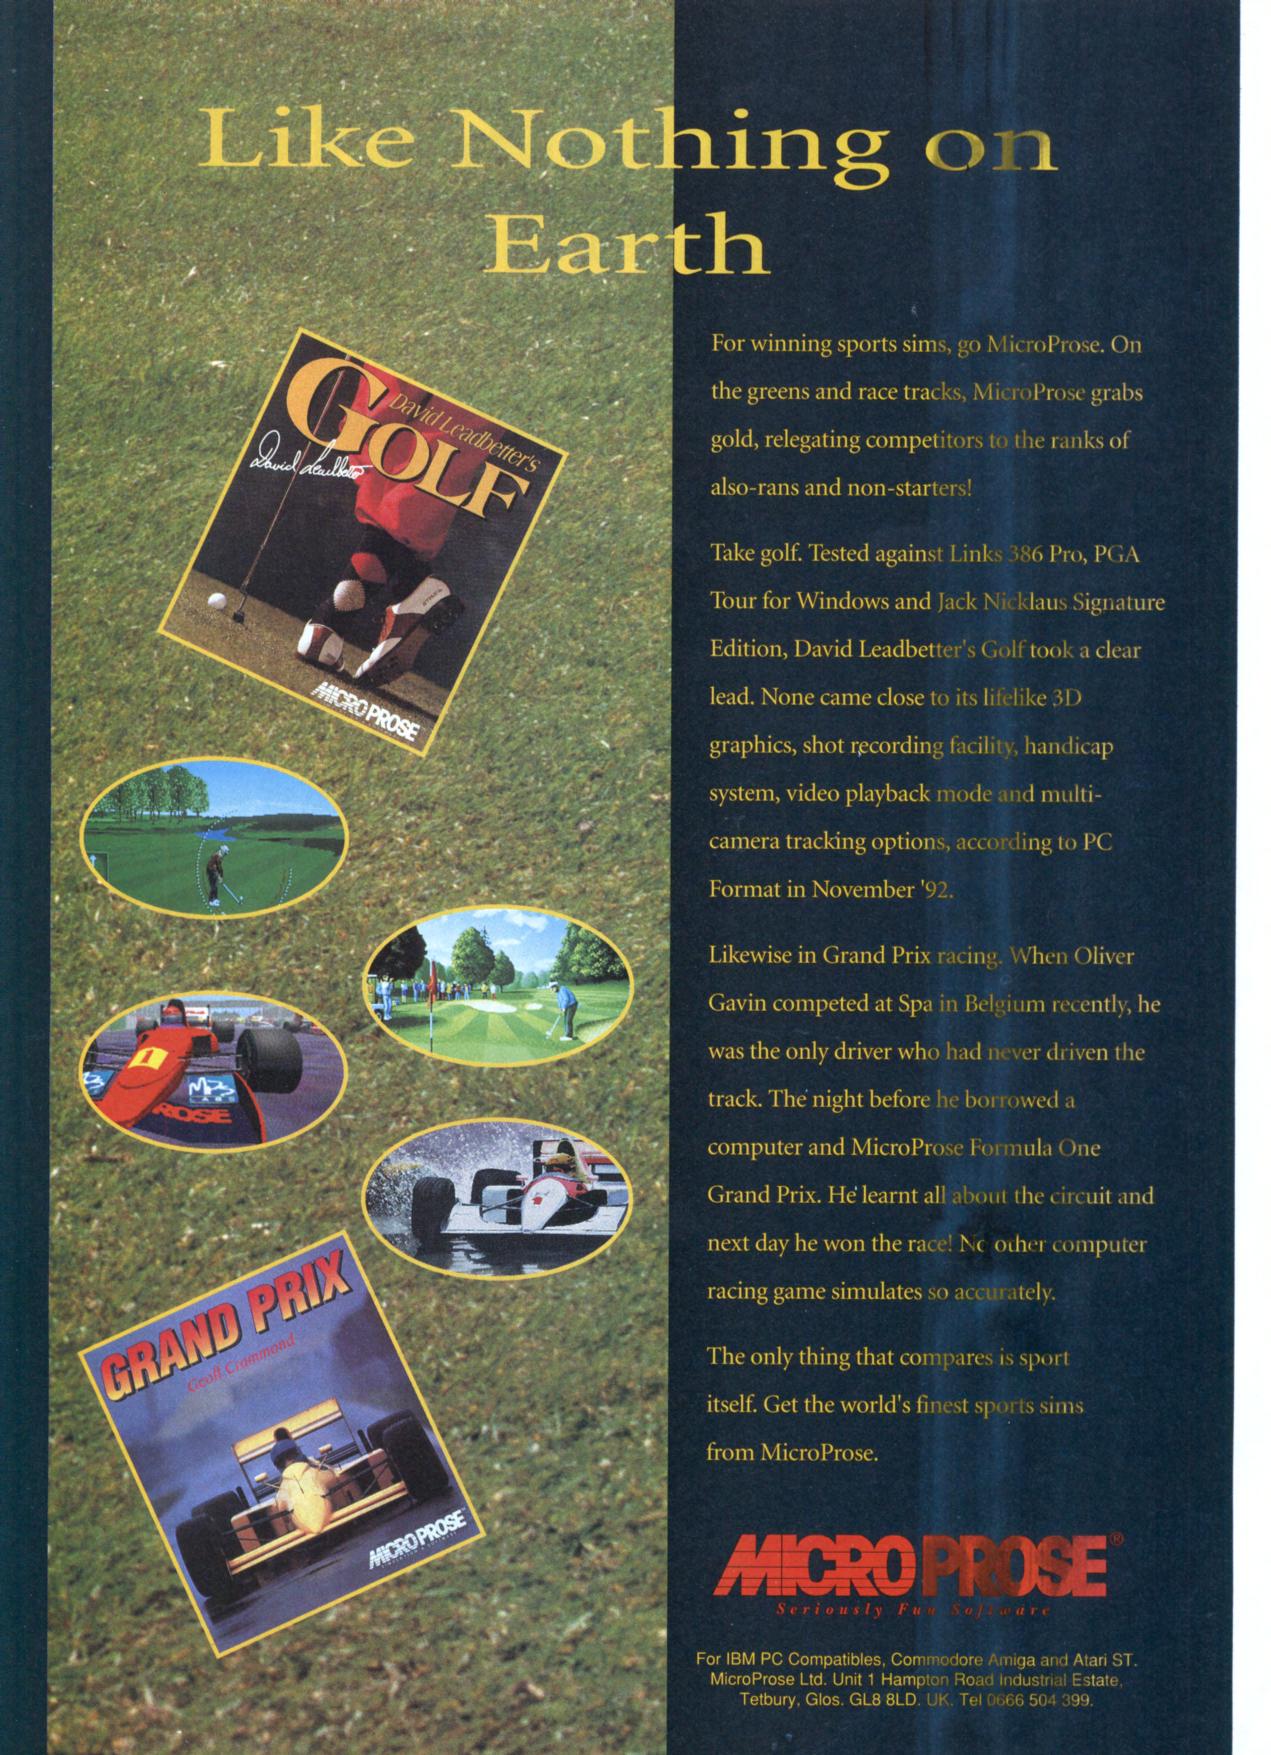 Like Nothing on
Earth
David Leadbetter's
GOLF
David Leadbetter
MICROPROSE
For winning sports sims, go MicroProse. On
the greens and race tracks, MicroProse grabs
gold, relegating competitors to the ranks of
also-rans and non-starters!
Take golf. Tested against Links 386 Pro, PGA
Tour for Windows and Jack Nicklaus Signature
Edition, David Leadbetter's Golf took a clear
lead. None came close to its lifelike 3D
graphics, shot recording facility, handicap
system, video playback mode and multi-
camera tracking options, according to PC
Format in November '92.
Likewise in Grand Prix racing. When Oliver
Gavin competed at Spa in Belgium recently, he
was the only driver who had never driven the
track. The night before he borrowed a
computer and MicroProse Formula One
Grand Prix. He learnt all about the circuit and
next day he won the race! No other computer
racing game simulates so accurately.
The only thing that compares is sport
itself. Get the world's finest sports sims
from MicroProse.
1
LABS
ROSE
GRAND PRIX
Geoff Crammond
MICROPROSE
MICROPROSE®
Seriously Fun Software
For IBM PC Compatibles, Commodore Amiga and Atari ST.
MicroProse Ltd. Unit 1 Hampton Road Industrial Estate,
Tetbury, Glos. GL8 8LD. UK. Tel 0666 504 399.